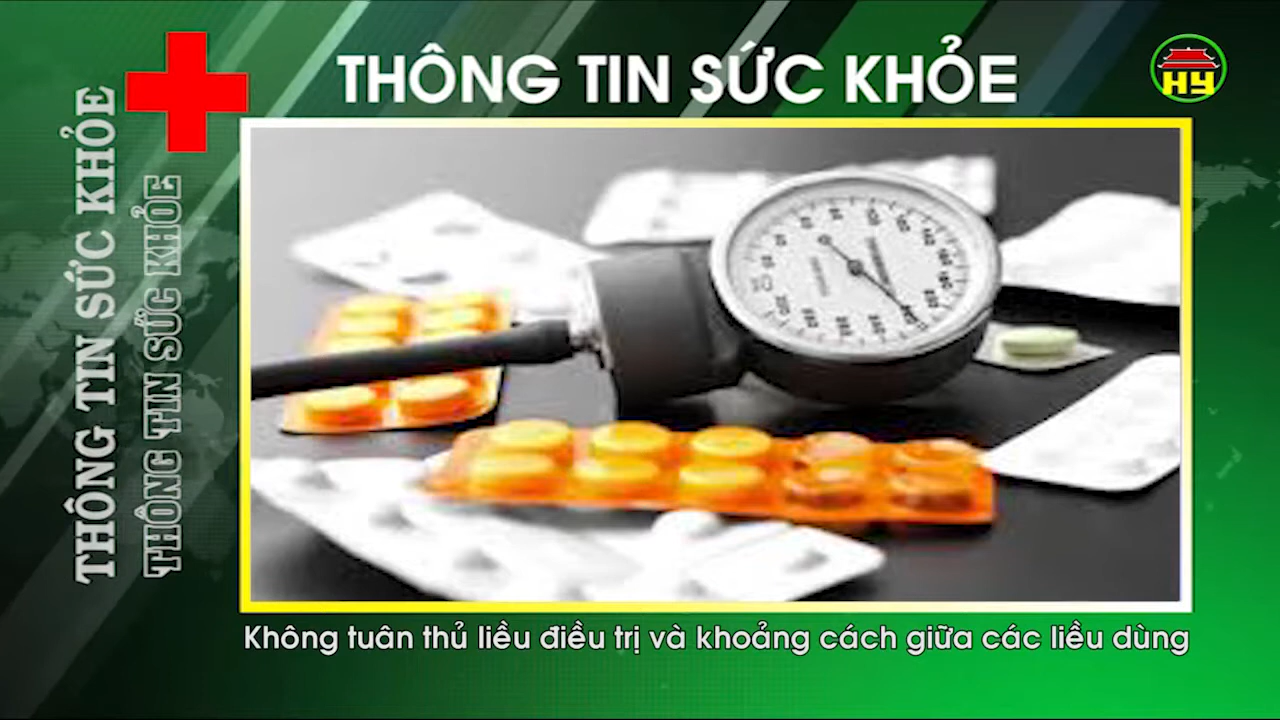 THÔNG TIN SỨC KHỎE
HY
THÔNG TIN SỨC KHỎE
THÔNG TIN SỨC KHỎE
Không tuân thủ liều điều trị và khoảng cách giữa các liều dùng